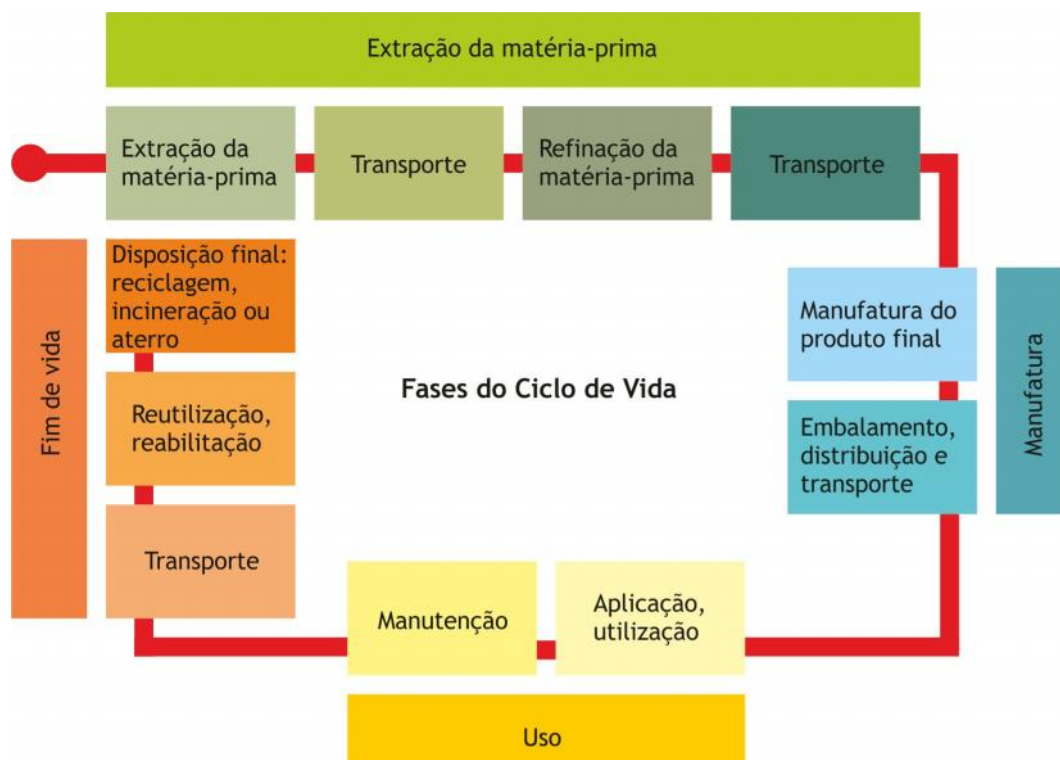 Extração da matéria-prima
Extração da
matéria-prima
Transporte
Refinação da
matéria-prima
Transporte
Manufatura do
produto final
Embalamento,
distribuição e
transporte
Manufatura
Fases do Ciclo de Vida
Aplicação,
utilização
Manutenção
Uso
Transporte
Reutilização,
reabilitação
Disposição final:
reciclagem,
incineração ou
aterro
Fim de vida